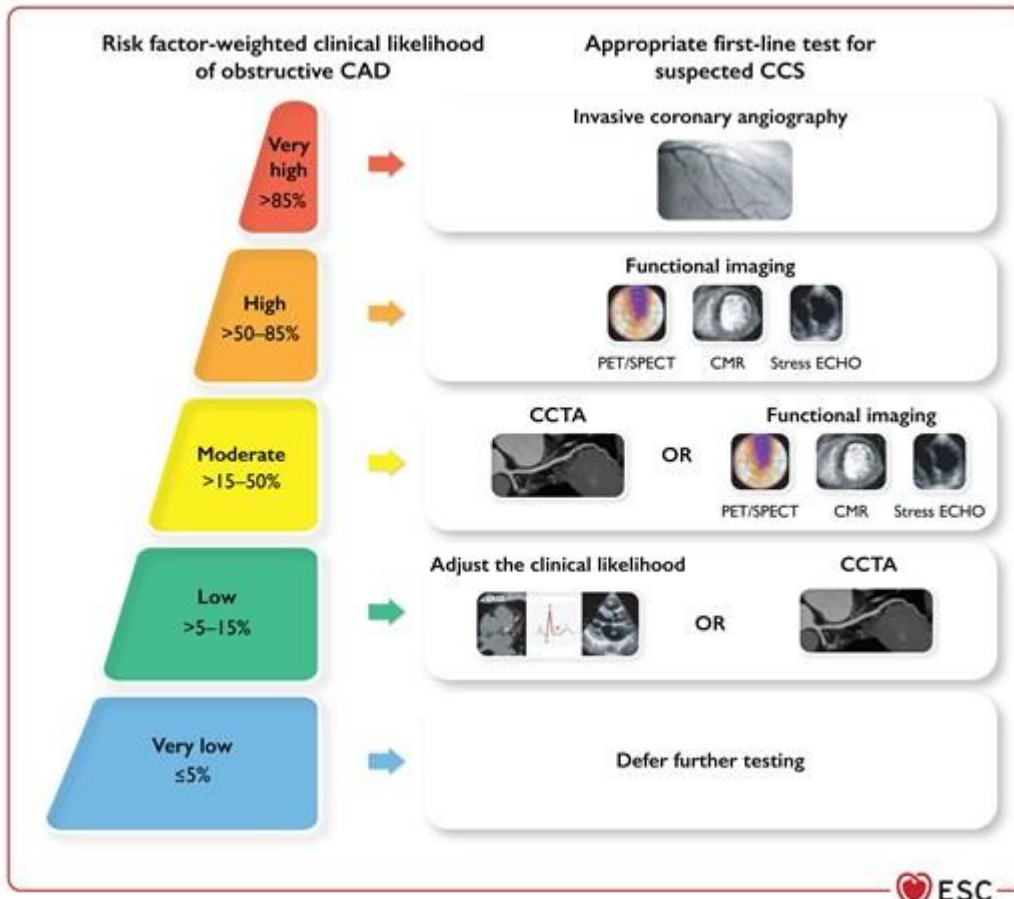 Risk factor-weighted clinical likelihood
of obstructive CAD
Appropriate first-line test for
suspected CCS
Very
high
>85%
Invasive coronary angiography
High
>50–85%
Functional imaging
PET/SPECT
CMR
Stress ECHO
Moderate
>15–50%
CCTA
OR
Functional imaging
PET/SPECT
CMR
Stress ECHO
Low
>5–15%
Adjust the clinical likelihood
OR
CCTA
Very low
≤5%
Defer further testing
ESC